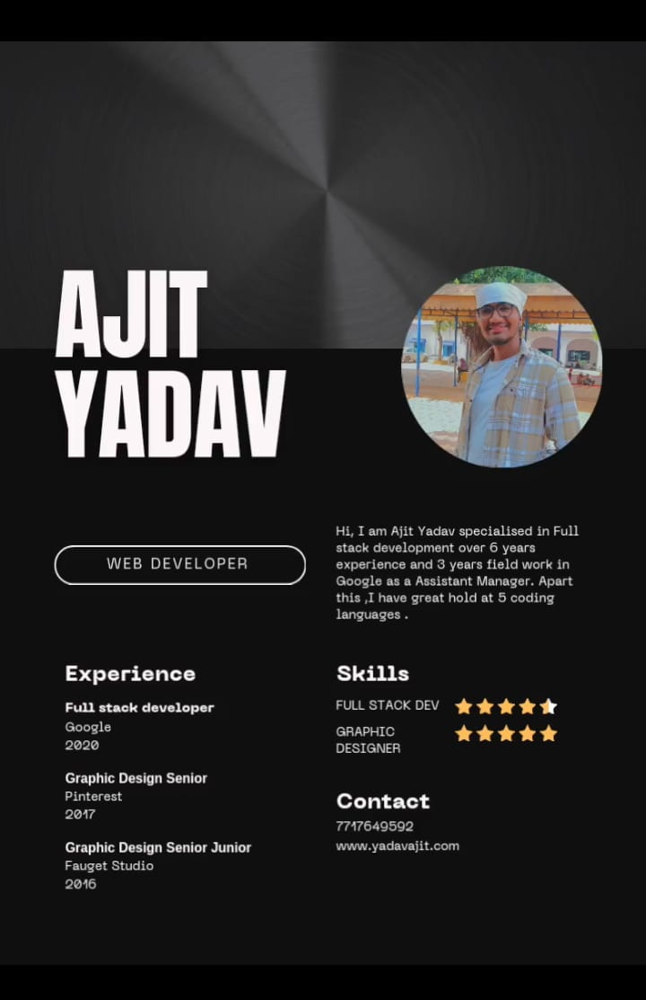 AJIT
YADAV
WEB DEVELOPER
Hi, I am Ajit Yadav specialised in Full
stack development over 6 years
experience and 3 years field work in
Google as a Assistant Manager. Apart
this ,I have great hold at 5 coding
languages .
Experience
Full stack developer
Google
2020
Graphic Design Senior
Pinterest
2017
Graphic Design Senior Junior
Fauget Studio
2016
Skills
FULL STACK DEV
GRAPHIC
DESIGNER
Contact
7717649592
www.yadavajit.com